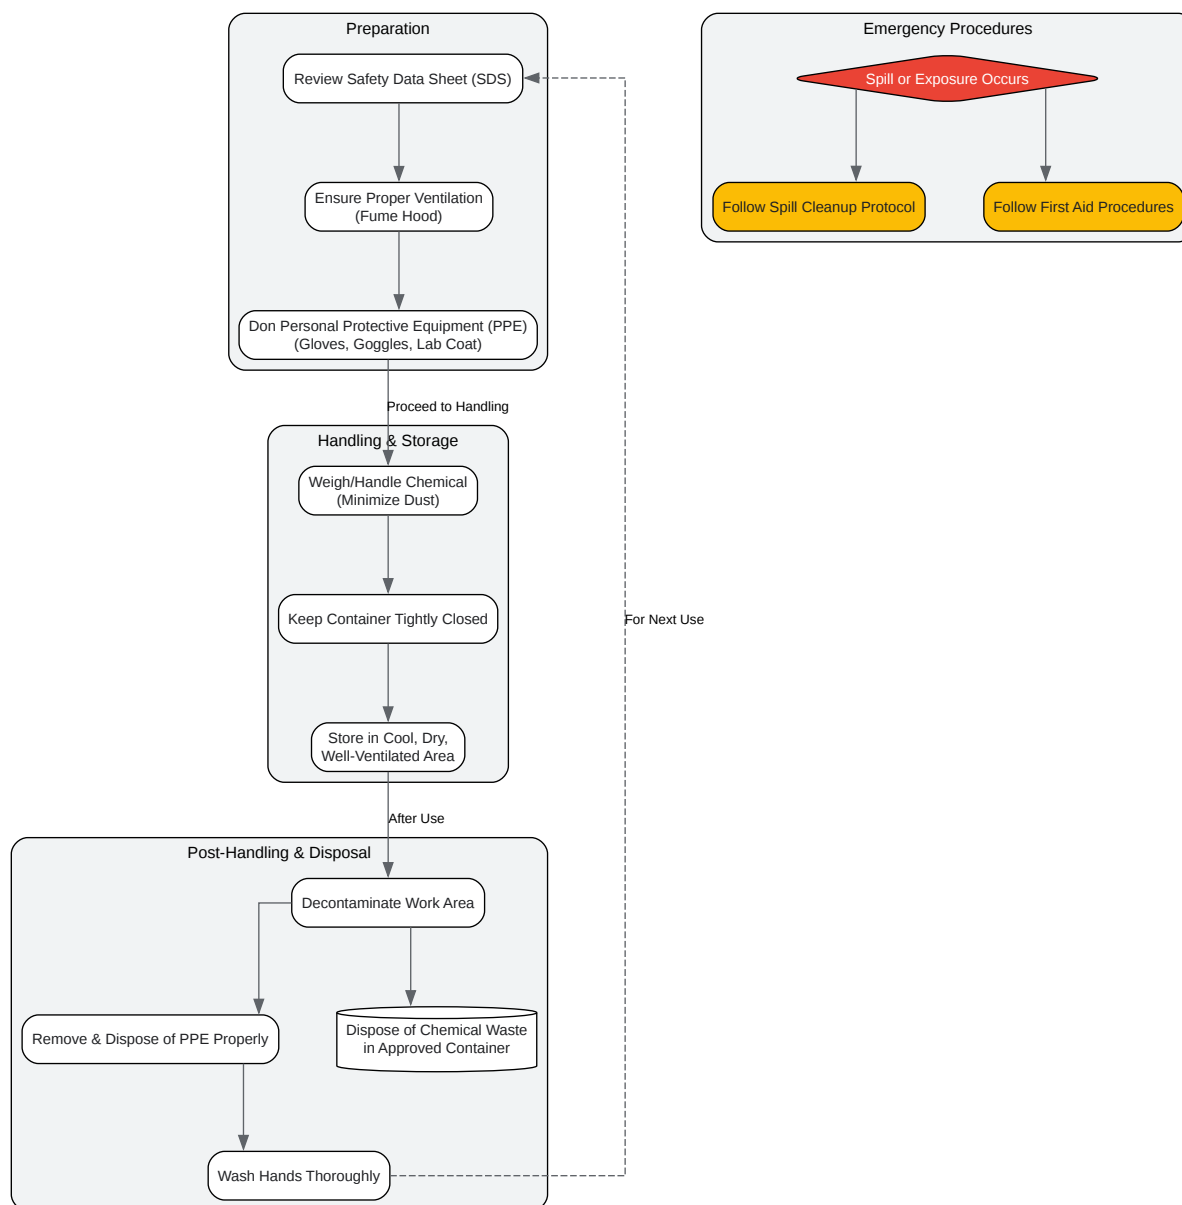 Preparation
Review Safety Data Sheet (SDS)
Ensure Proper Ventilation
(Fume Hood)
Don Personal Protective Equipment (PPE)
(Gloves, Goggles, Lab Coat)
Proceed to Handling
Handling & Storage
Weigh/Handle Chemical
(Minimize Dust)
Keep Container Tightly Closed
Store in Cool, Dry,
Well-Ventilated Area
After Use
Post-Handling & Disposal
Decontaminate Work Area
Remove & Dispose of PPE Properly
Dispose of Chemical Waste
in Approved Container
Wash Hands Thoroughly
For Next Use
Emergency Procedures
Spill or Exposure Occurs
Follow Spill Cleanup Protocol
Follow First Aid Procedures